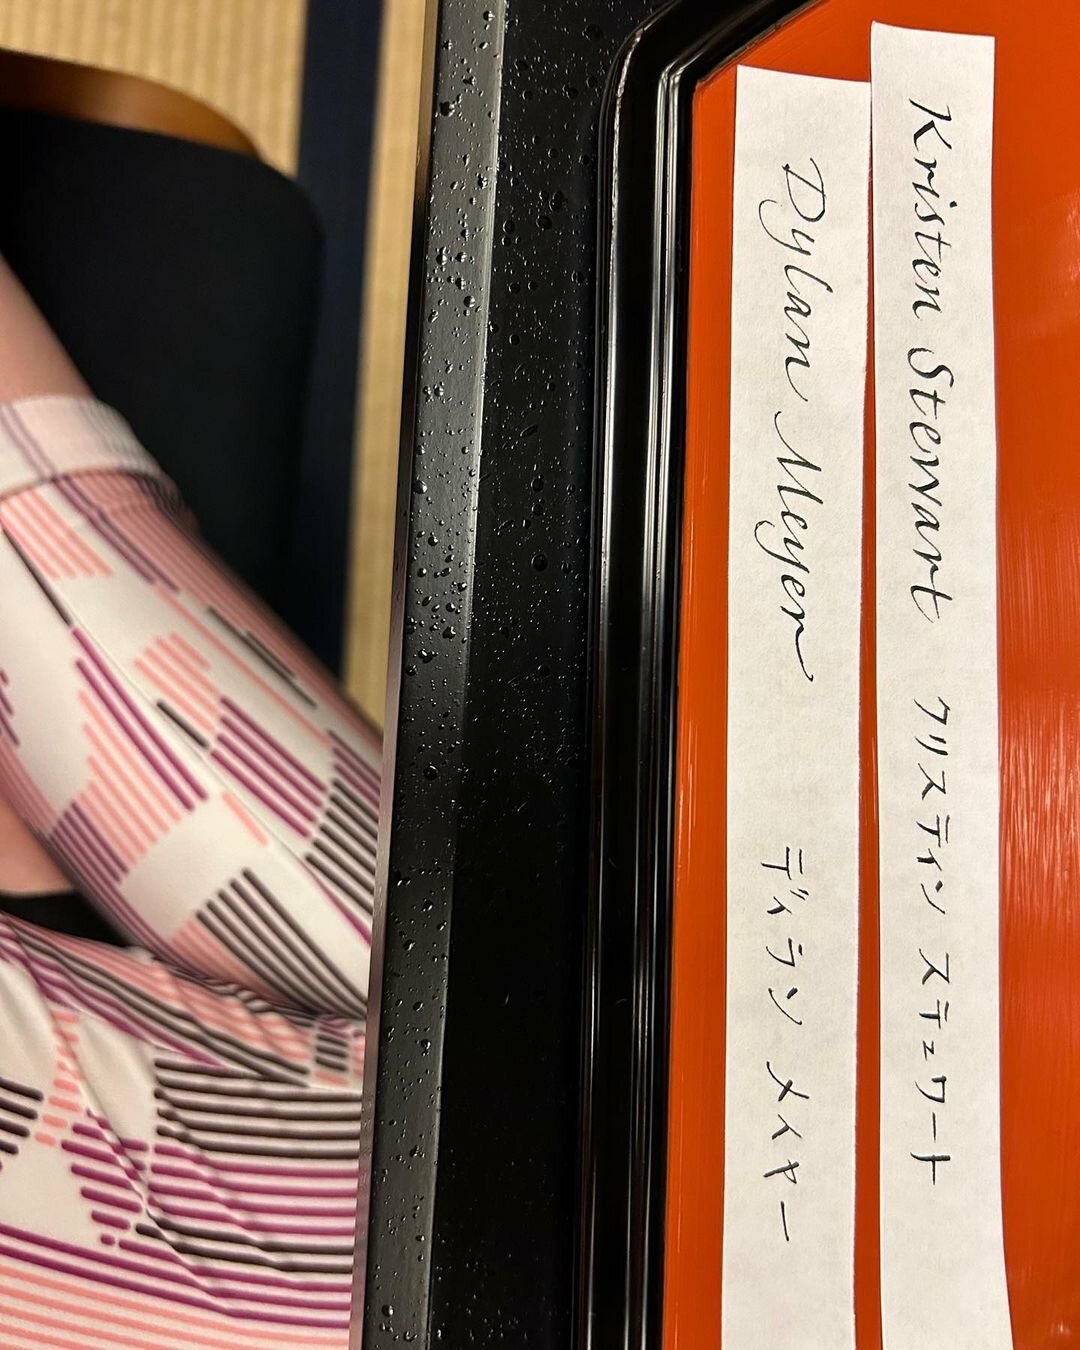 Kristen Stewart クリスティン ステュワート
Dylan Meyer ディラン メイヤー